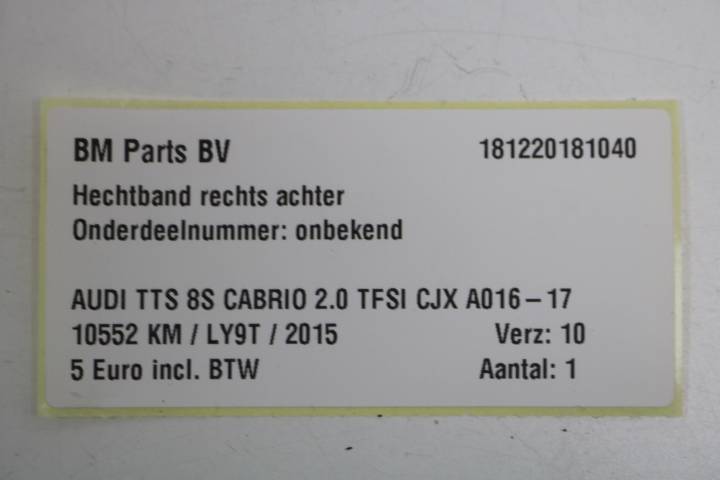 BM Parts BV 181220181040
Hechtband rechts achter
Onderdeelnummer: onbekend
AUDI TTS 8S CABRIO 2.0 TFSI CJX A016-17
10552 KM / LY9T / 2015 Verz: 10
5 Euro incl. BTW Aantal: 1